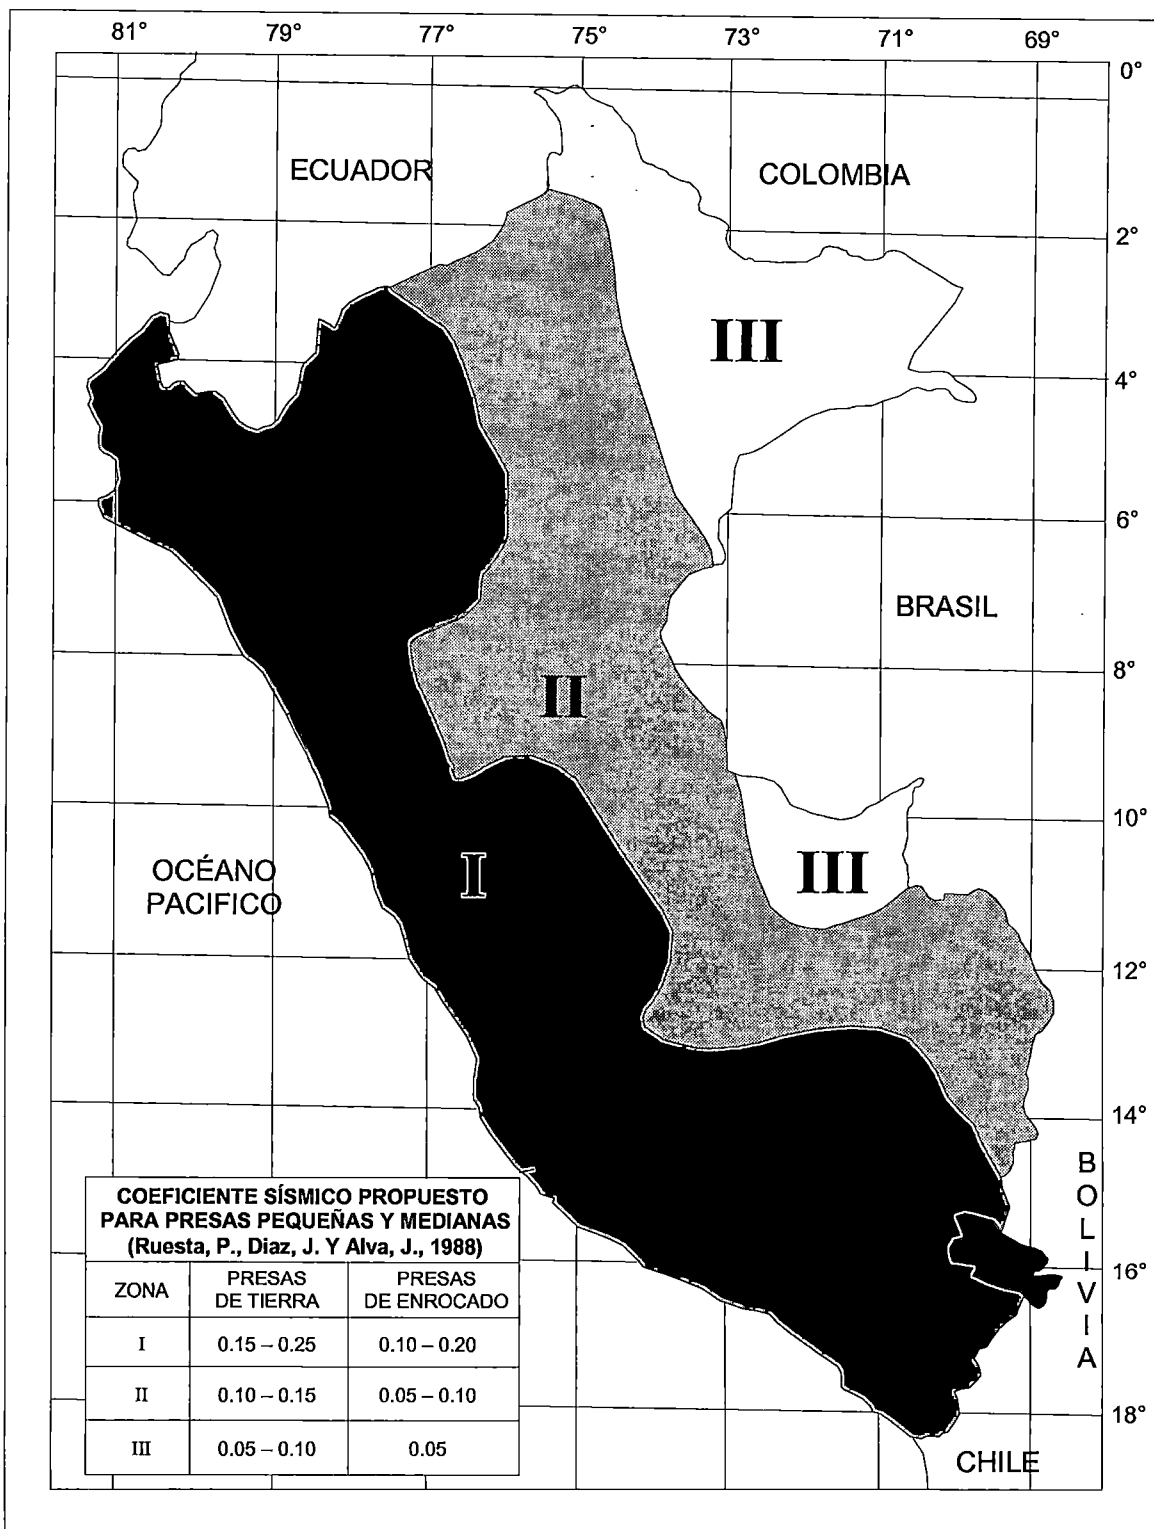 81° 79° 77° 75° 73° 71° 69°
0°
ECUADOR
COLOMBIA
2°
III
4°
6°
BRASIL
8°
II
10°
OCÉANO
PACIFICO
I
III
12°
14°
BOLIVIA
16°
18°
CHILE
COEFICIENTE SÍSMICO PROPUESTO
PARA PRESAS PEQUEÑAS Y MEDIANAS
(Ruesta, P., Diaz, J. Y Alva, J., 1988)
ZONA PRESAS DE TIERRA PRESAS DE ENROCADO
I 0.15 – 0.25 0.10 – 0.20
II 0.10 – 0.15 0.05 – 0.10
III 0.05 – 0.10 0.05